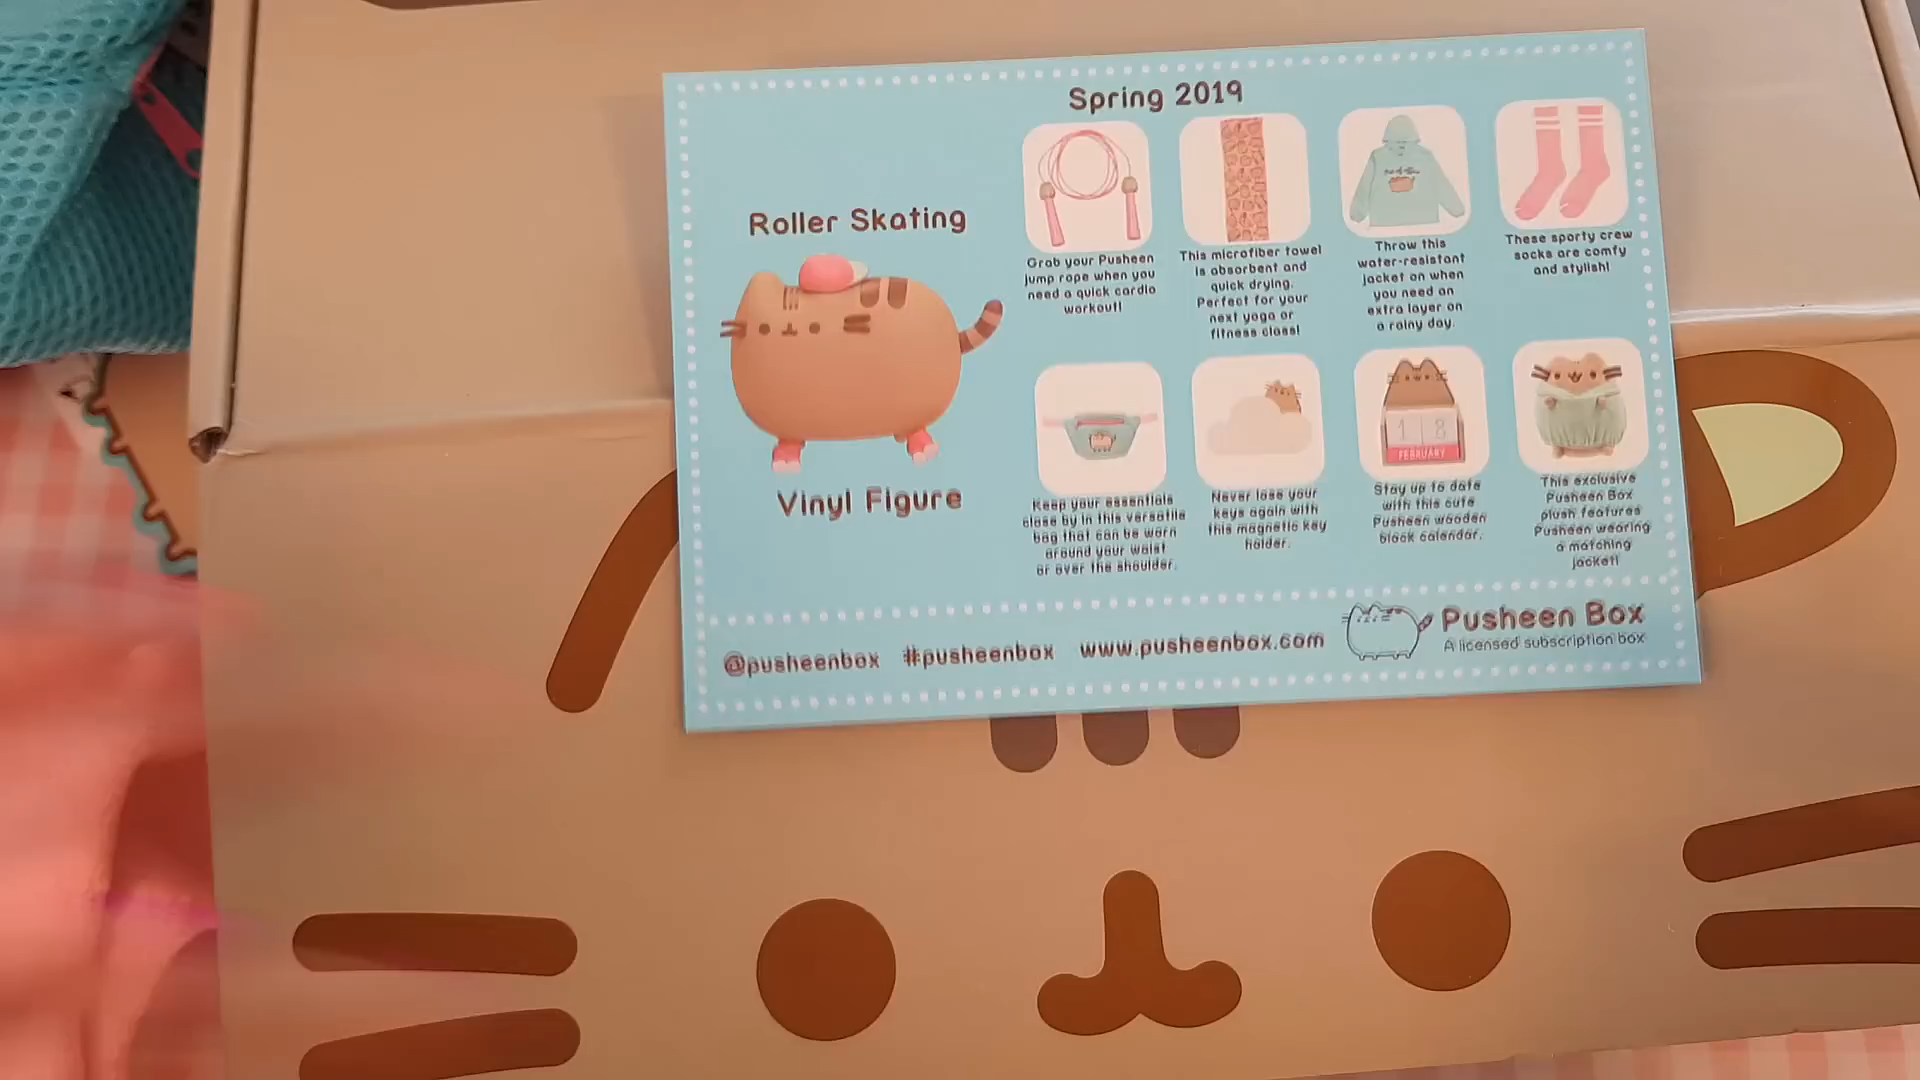 Spring 2019
Roller Skating
Vinyl Figure
Grab your Pusheen
jump rope when you
need a quick cardio
workout!
This microfiber towel
is absorbent and
quick drying.
Perfect for your
next yoga or
fitness class!
Throw this
water-resistant
jacket on when
you need an
extra layer on
a rainy day.
These sporty crew
socks are comfy
and stylish!
Keep your essentials
close by in this versatile
bag that can be worn
around your waist
or over the shoulder.
Never lose your
keys again with
this magnetic key
holder.
18
FEBRUARY
Stay up to date
with this cute
Pusheen wooden
block calendar.
This exclusive
Pusheen Box
plush features
Pusheen wearing
a matching
jacket!
@pusheenbox #pusheenbox www.pusheenbox.com
Pusheen Box
A licensed subscription box